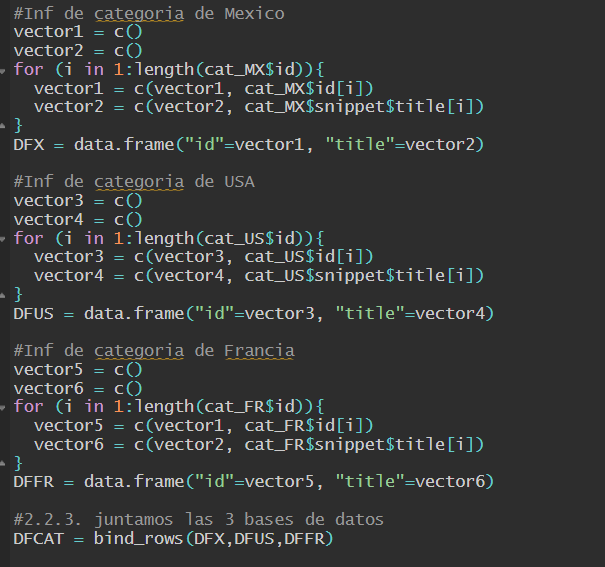 #Inf de categoria de Mexico
vector1 = c()
vector2 = c()
for (i in 1:length(cat_MX$id)){
  vector1 = c(vector1, cat_MX$id[i])
  vector2 = c(vector2, cat_MX$snippet$title[i])
}
DFX = data.frame("id"=vector1, "title"=vector2)

#Inf de categoria de USA
vector3 = c()
vector4 = c()
for (i in 1:length(cat_US$id)){
  vector3 = c(vector3, cat_US$id[i])
  vector4 = c(vector4, cat_US$snippet$title[i])
}
DFUS = data.frame("id"=vector3, "title"=vector4)

#Inf de categoria de Francia
vector5 = c()
vector6 = c()
for (i in 1:length(cat_FR$id)){
  vector5 = c(vector1, cat_FR$id[i])
  vector6 = c(vector2, cat_FR$snippet$title[i])
}
DFFR = data.frame("id"=vector5, "title"=vector6)

#2.2.3. juntamos las 3 bases de datos
DFCAT = bind_rows(DFX,DFUS,DFFR)